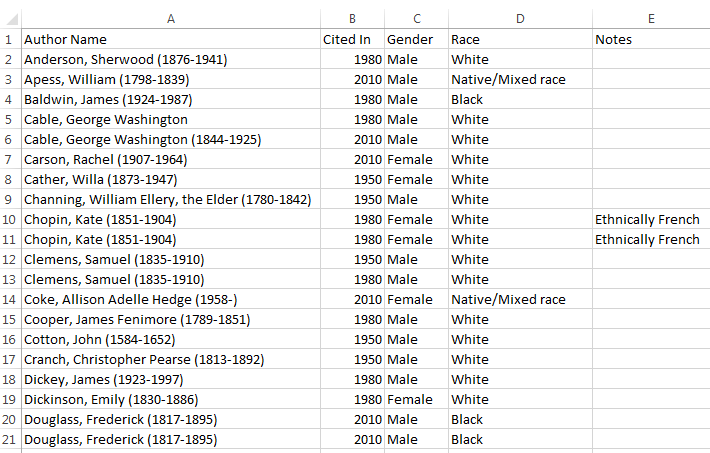 A B C D E
1 Author Name Cited In Gender Race Notes
2 Anderson, Sherwood (1876-1941) 1980 Male White
3 Apess, William (1798-1839) 2010 Male Native/Mixed race
4 Baldwin, James (1924-1987) 1980 Male Black
5 Cable, George Washington 1980 Male White
6 Cable, George Washington (1844-1925) 2010 Male White
7 Carson, Rachel (1907-1964) 2010 Female White
8 Cather, Willa (1873-1947) 1950 Female White
9 Channing, William Ellery, the Elder (1780-1842) 1950 Male White
10 Chopin, Kate (1851-1904) 1980 Female White Ethnically French
11 Chopin, Kate (1851-1904) 1980 Female White Ethnically French
12 Clemens, Samuel (1835-1910) 1950 Male White
13 Clemens, Samuel (1835-1910) 1980 Male White
14 Coke, Allison Adelle Hedge (1958-) 2010 Female Native/Mixed race
15 Cooper, James Fenimore (1789-1851) 1980 Male White
16 Cotton, John (1584-1652) 1950 Male White
17 Cranch, Christopher Pearse (1813-1892) 1950 Male White
18 Dickey, James (1923-1997) 1980 Male White
19 Dickinson, Emily (1830-1886) 1980 Female White
20 Douglass, Frederick (1817-1895) 2010 Male Black
21 Douglass, Frederick (1817-1895) 2010 Male Black